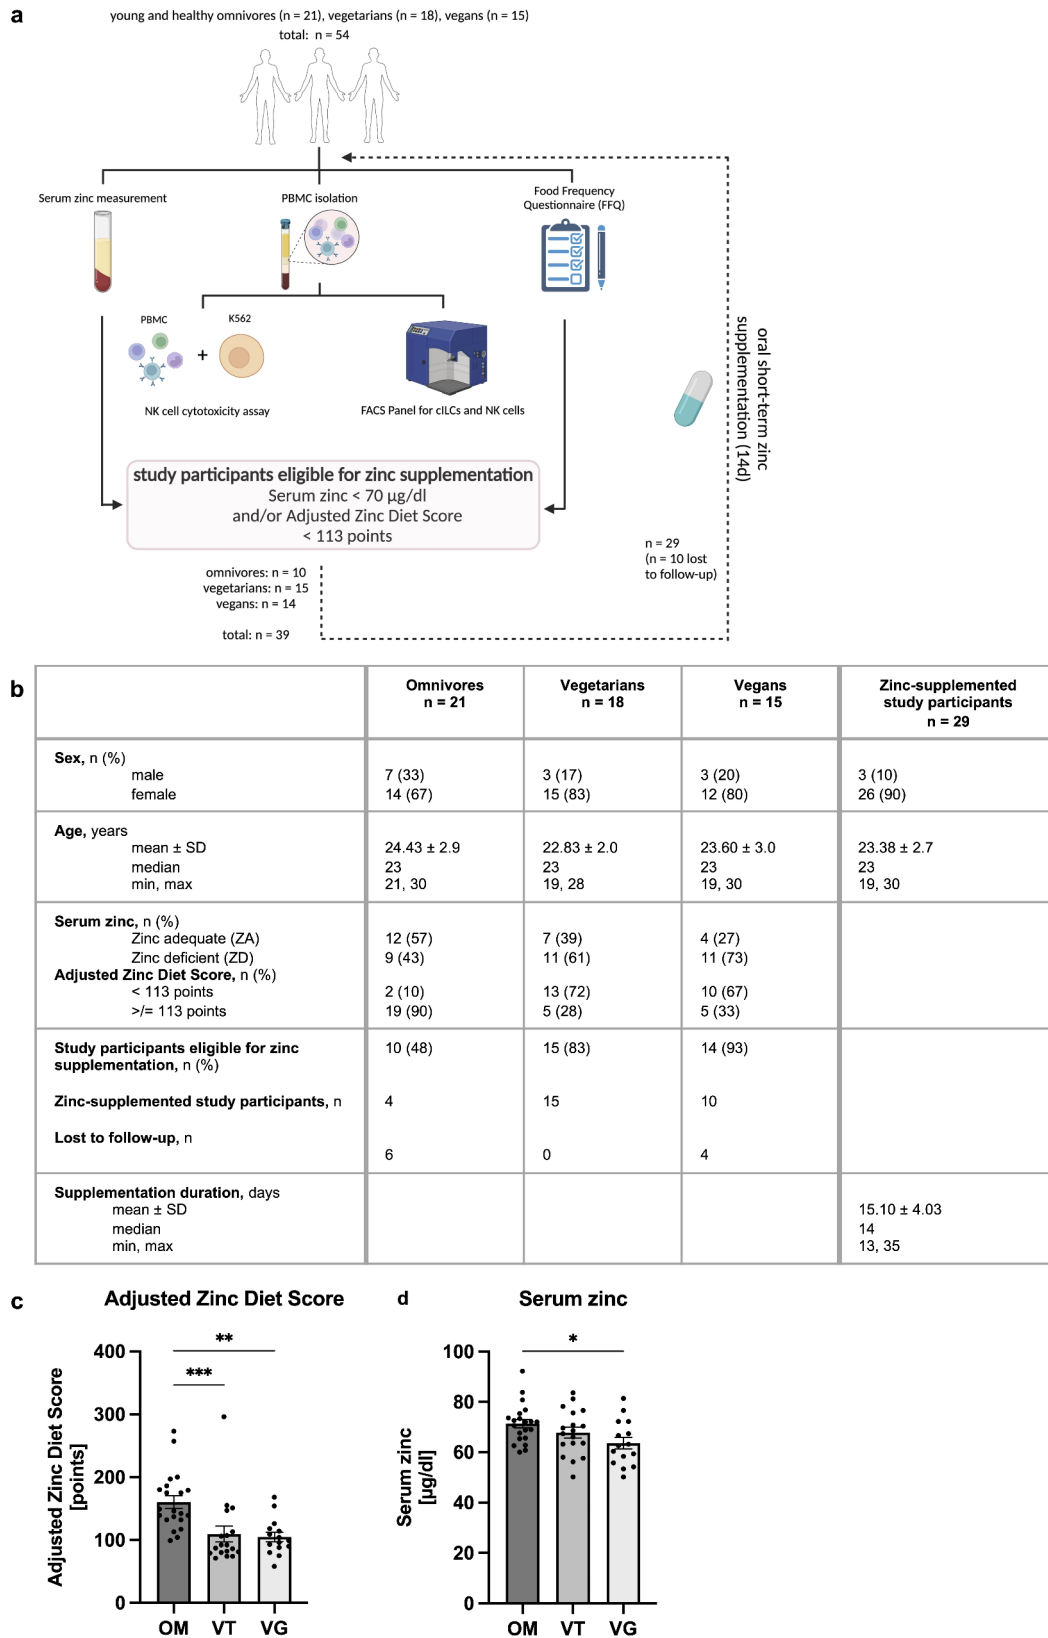 a
young and healthy omnivores (n = 21), vegetarians (n = 18), vegans (n = 15)
total: n = 54
Serum zinc measurement
PBMC isolation
Food Frequency
Questionnaire (FFQ)
PBMC
+
K562
NK cell cytotoxicity assay
FACS Panel for cILCs and NK cells
oral short-term zinc
supplementation (14d)
study participants eligible for zinc supplementation
Serum zinc < 70 µg/dl
and/or Adjusted Zinc Diet Score
< 113 points
n = 29
(n = 10 lost
to follow-up)
omnivores: n = 10
vegetarians: n = 15
vegans: n = 14
total: n = 39
b
Omnivores
n = 21
Vegetarians
n = 18
Vegans
n = 15
Zinc-supplemented
study participants
n = 29
Sex, n (%)
male 7 (33) 3 (17) 3 (20) 3 (10)
female 14 (67) 15 (83) 12 (80) 26 (90)
Age, years
mean ± SD 24.43 ± 2.9 22.83 ± 2.0 23.60 ± 3.0 23.38 ± 2.7
median 23 23 23 23
min, max 21, 30 19, 28 19, 30 19, 30
Serum zinc, n (%)
Zinc adequate (ZA) 12 (57) 7 (39) 4 (27)
Zinc deficient (ZD) 9 (43) 11 (61) 11 (73)
Adjusted Zinc Diet Score, n (%)
< 113 points 2 (10) 13 (72) 10 (67)
>/= 113 points 19 (90) 5 (28) 5 (33)
Study participants eligible for zinc 10 (48) 15 (83) 14 (93)
supplementation, n (%)
Zinc-supplemented study participants, n 4 15 10
Lost to follow-up, n
6 0 4
Supplementation duration, days
mean ± SD 15.10 ± 4.03
median 14
min, max 13, 35
c
Adjusted Zinc Diet Score
Adjusted Zinc Diet Score
[points]
400
300
200
100
0
**
***
OM VT VG
d
Serum zinc
Serum zinc
[µg/dl]
100
80
60
40
20
0
*
OM VT VG